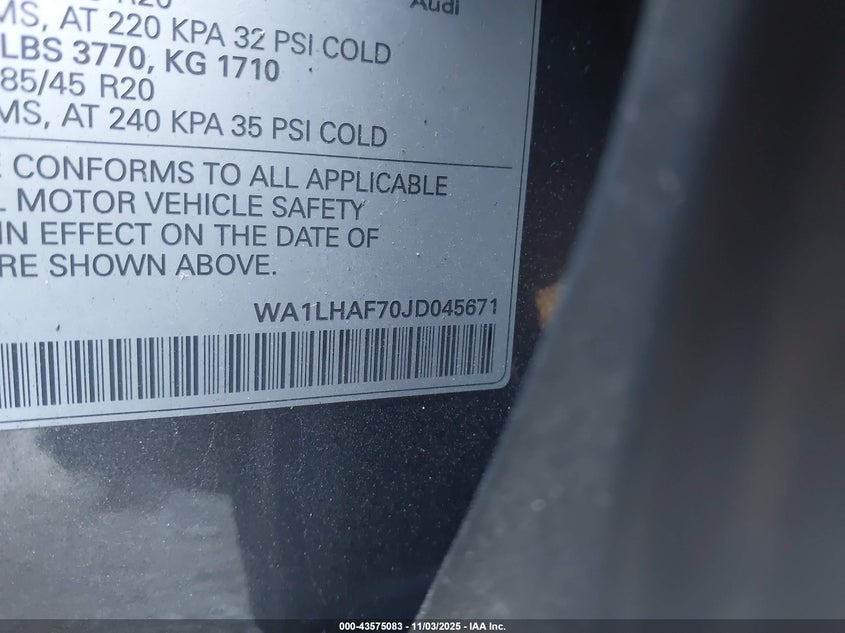 R20
Audi
MS, AT 220 KPA 32 PSI COLD
LBS 3770, KG 1710
85/45 R20
MS, AT 240 KPA 35 PSI COLD
E CONFORMS TO ALL APPLICABLE
L MOTOR VEHICLE SAFETY
IN EFFECT ON THE DATE OF
RE SHOWN ABOVE.
WA1LHAF70JD045671
000-43575083 - 11/03/2025 - IAA Inc.